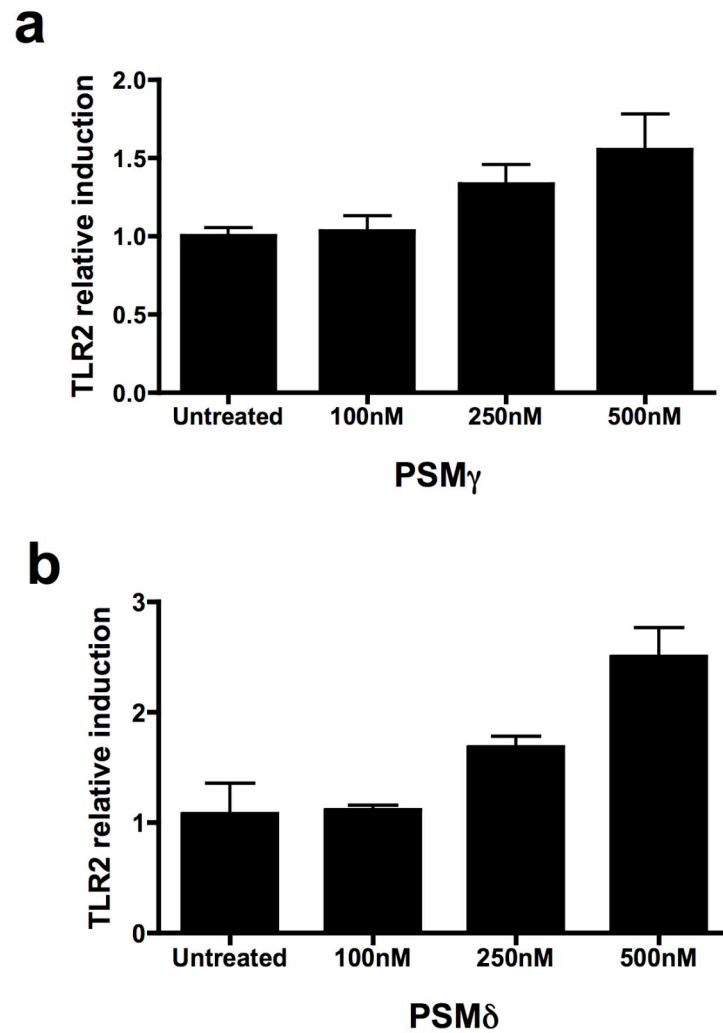 a
TLR2 relative induction
2.0
1.5
1.0
0.5
0.0
Untreated 100nM 250nM 500nM
PSMγ
b
TLR2 relative induction
3
2
1
0
Untreated 100nM 250nM 500nM
PSMδ